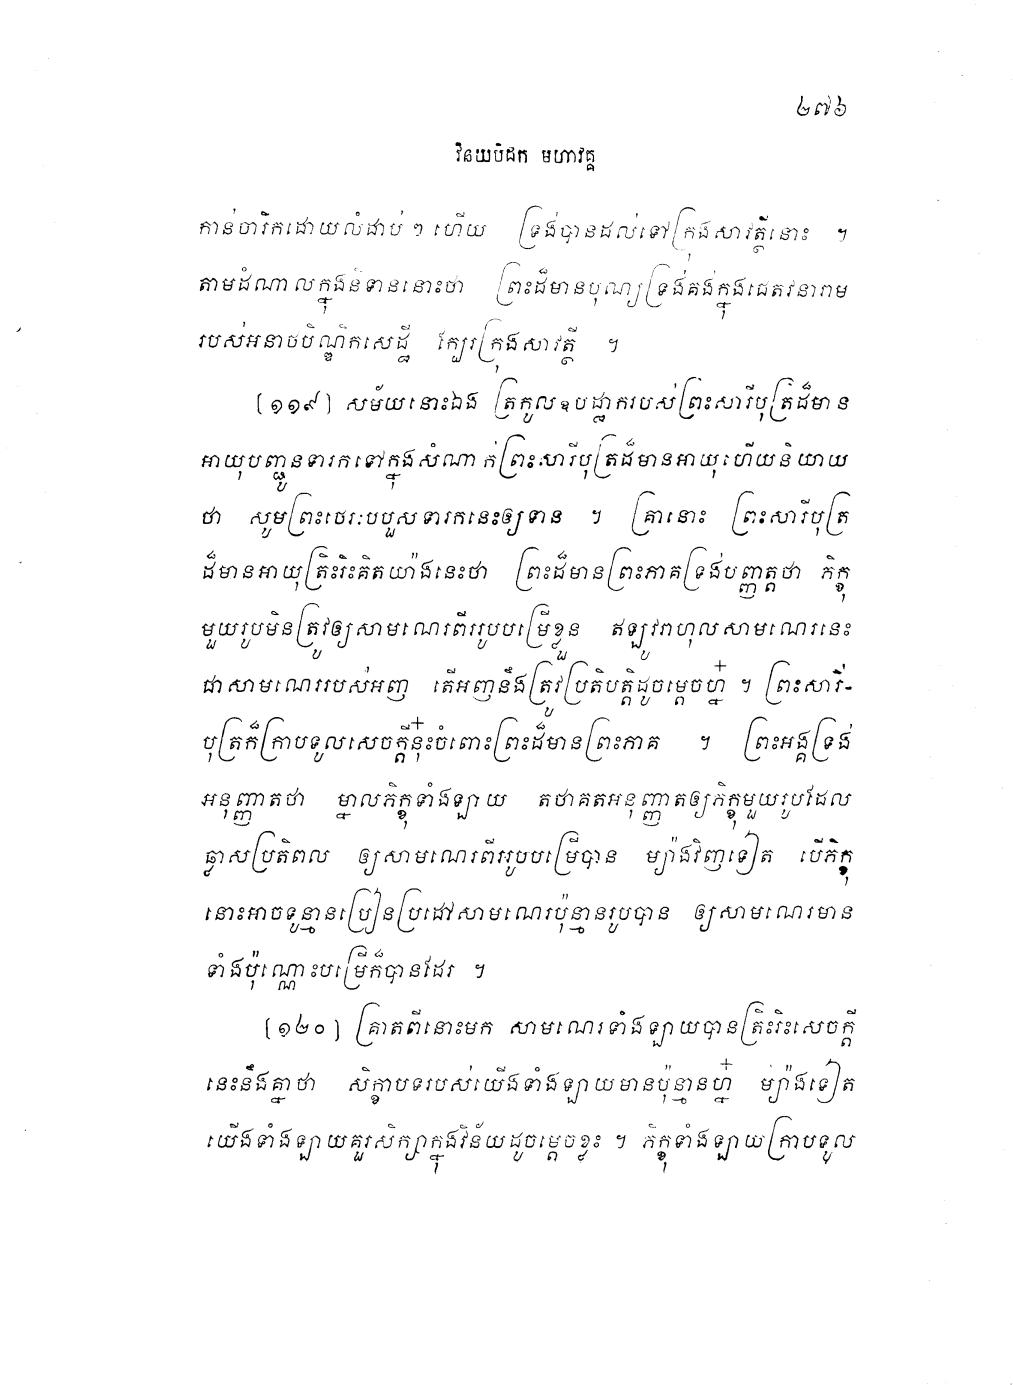 ២៧៦
វិនយបិដក មហាវគ្គ
កាន់ចារិកដោយលំដាប់ៗ ហើយ ទ្រង់បានដល់ទៅក្រុងសាវត្ថីនោះ ។
តាមដំណាលក្នុងនិទាននោះថា ព្រះដ៏មានបុណ្យទ្រង់គង់ក្នុងជេតវនារាម
របស់អនាថបិណ្ឌិកសេដ្ឋី ក្បែរក្រុងសាវត្ថី ។
[១១៩] សម័យនោះឯង ត្រកូលឧបដ្ឋាករបស់ព្រះសារីបុត្រដ៏មាន
អាយុបញ្ជូនទារកទៅក្នុងសំណាក់ព្រះសារីបុត្រដ៏មានអាយុហើយនិយាយ
ថា សូមព្រះថេរៈបបួសទារកនេះឲ្យទាន ។ គ្រានោះ ព្រះសារីបុត្រ
ដ៏មានអាយុត្រិះរិះគិតយ៉ាងនេះថា ព្រះដ៏មានព្រះភាគទ្រង់បញ្ញត្តថា ភិក្ខុ
មួយរូបមិនត្រូវឲ្យសាមណេរពីររូបបម្រើខ្លួន ឥឡូវរាហុលសាមណេរនេះ
ជាសាមណេររបស់អញ តើអញនឹងត្រូវប្រតិបត្តិដូចម្តេចហ្ន៎ ។ ព្រះសារី-
បុត្រក៏ក្រាបទូលសេចក្តីនុ៎ះចំពោះព្រះដ៏មានព្រះភាគ ។ ព្រះអង្គទ្រង់
អនុញ្ញាតថា ម្នាលភិក្ខុទាំងឡាយ តថាគតអនុញ្ញាតឲ្យភិក្ខុមួយរូបដែល
ឆ្លាសប្រតិពល ឲ្យសាមណេរពីររូបបម្រើបាន ម្យ៉ាងវិញទៀត បើភិក្ខុ
នោះអាចទូន្មានប្រៀនប្រដៅសាមណេរប៉ុន្មានរូបបាន ឲ្យសាមណេរមាន
ទាំងប៉ុណ្ណោះបម្រើក៏បានដែរ ។
[១២០] គ្រាតពីនោះមក សាមណេរទាំងឡាយបានត្រិះរិះសេចក្តី
នេះនឹងគ្នាថា សិក្ខាបទរបស់យើងទាំងឡាយមានប៉ុន្មានហ្ន៎ ម្យ៉ាងទៀត
យើងទាំងឡាយគួរសិក្សាក្នុងវិន័យដូចម្តេចខ្លះ ។ ភិក្ខុទាំងឡាយក្រាបទូល